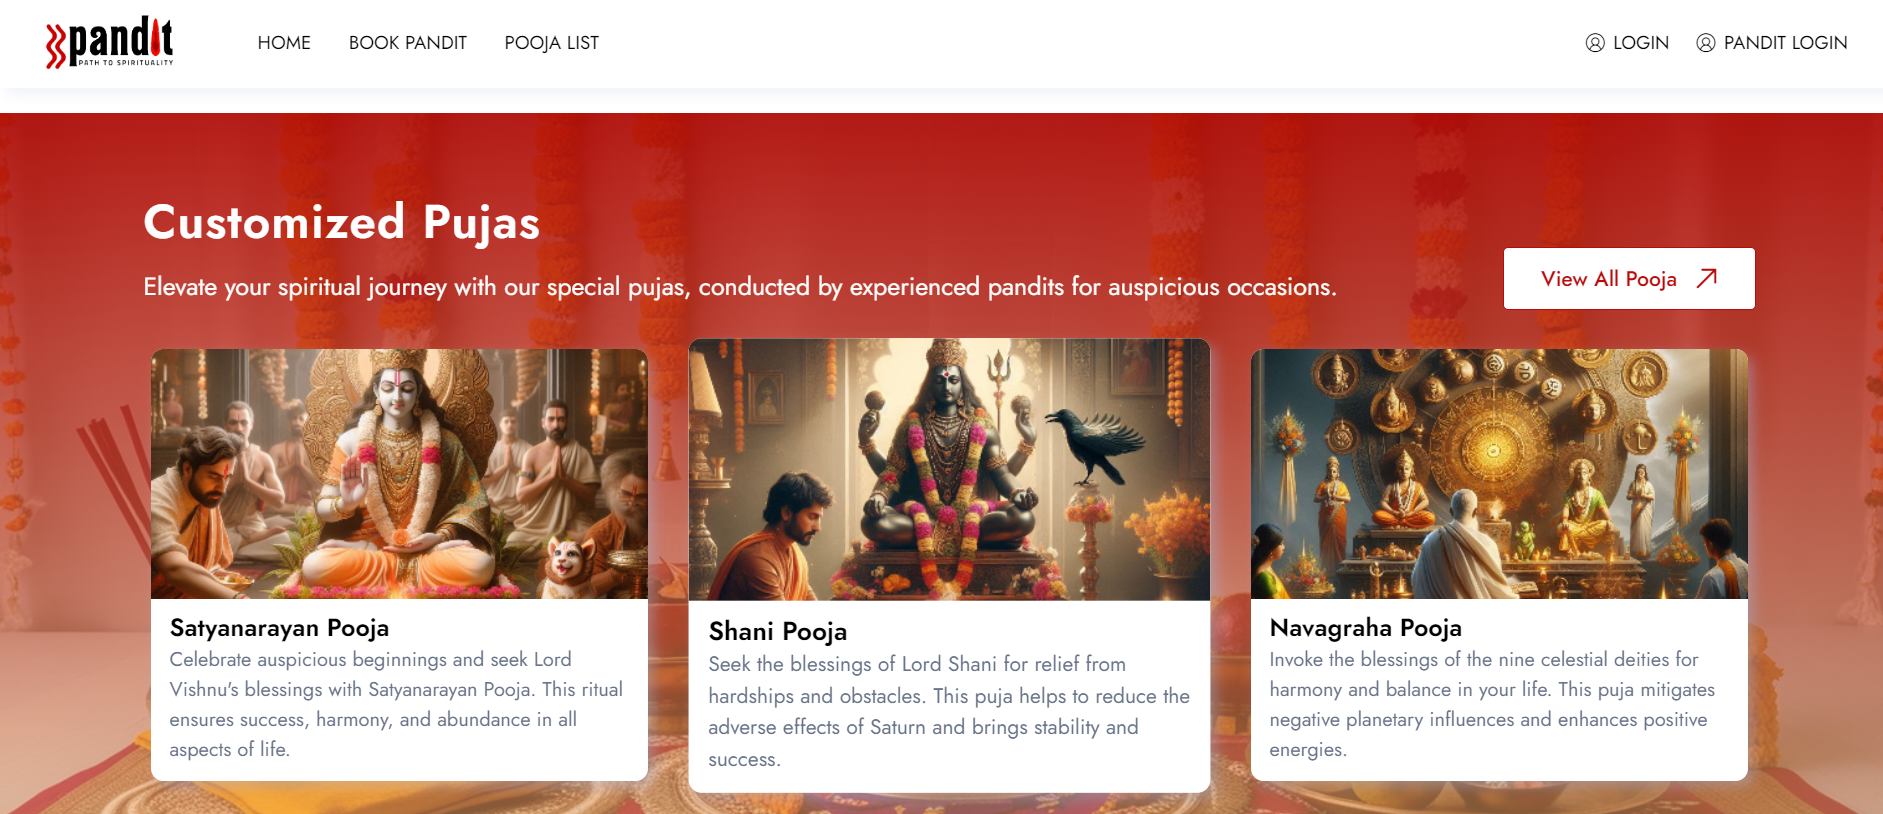 pandit
PATH TO SPIRITUALITY
HOME
BOOK PANDIT
POOJA LIST
LOGIN
PANDIT LOGIN
Customized Pujas
Elevate your spiritual journey with our special pujas, conducted by experienced pandits for auspicious occasions.
View All Pooja
Satyanarayan Pooja
Celebrate auspicious beginnings and seek Lord
Vishnu's blessings with Satyanarayan Pooja. This ritual
ensures success, harmony, and abundance in all
aspects of life.
Shani Pooja
Seek the blessings of Lord Shani for relief from
hardships and obstacles. This puja helps to reduce the
adverse effects of Saturn and brings stability and
success.
Navagraha Pooja
Invoke the blessings of the nine celestial deities for
harmony and balance in your life. This puja mitigates
negative planetary influences and enhances positive
energies.